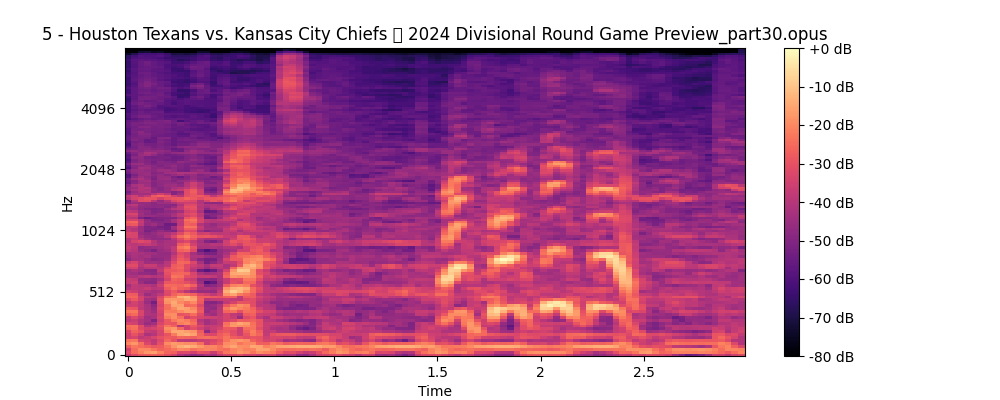 5 - Houston Texans vs. Kansas City Chiefs 2024 Divisional Round Game Preview_part30.opus
+0 dB
4096
-10 dB
-20 dB
2048
-30 dB
Hz
-40 dB
1024
-50 dB
512
-60 dB
-70 dB
0
-80 dB
0
0.5
1
1.5
2
2.5
Time